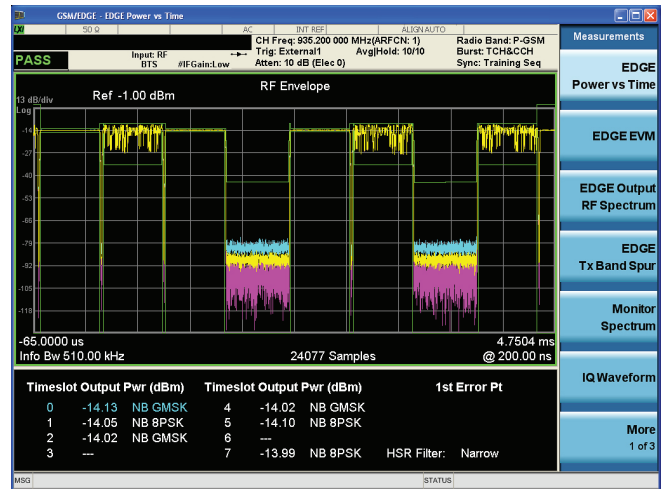 GSM/EDGE - EDGE Power vs Time
LXI 50 Ω AC INT REF ALIGN AUTO
CH Freq: 935.200 000 MHz(ARFCN: 1) Radio Band: P-GSM
Trig: External1 Avg|Hold: 10/10 Burst: TCH&CCH
Atten: 10 dB (Elec 0) Sync: Training Seq
PASS Input: RF
BTS #IFGain:Low
Measurements
EDGE
Power vs Time
EDGE EVM
EDGE Output
RF Spectrum
EDGE
Tx Band Spur
Monitor
Spectrum
IQ Waveform
More
1 of 3
RF Envelope
13 dB/div Ref -1.00 dBm
Log
-14
-27
-40
-53
-66
-79
-92
-105
-118
-65.0000 us 4.7504 ms
Info Bw 510.00 kHz 24077 Samples @ 200.00 ns
Timeslot Output Pwr (dBm) Timeslot Output Pwr (dBm) 1st Error Pt
0 -14.13 NB GMSK 4 -14.02 NB GMSK
1 -14.05 NB 8PSK 5 -14.10 NB 8PSK
2 -14.02 NB GMSK 6 ---
3 --- 7 -13.99 NB 8PSK HSR Filter: Narrow
MSG STATUS